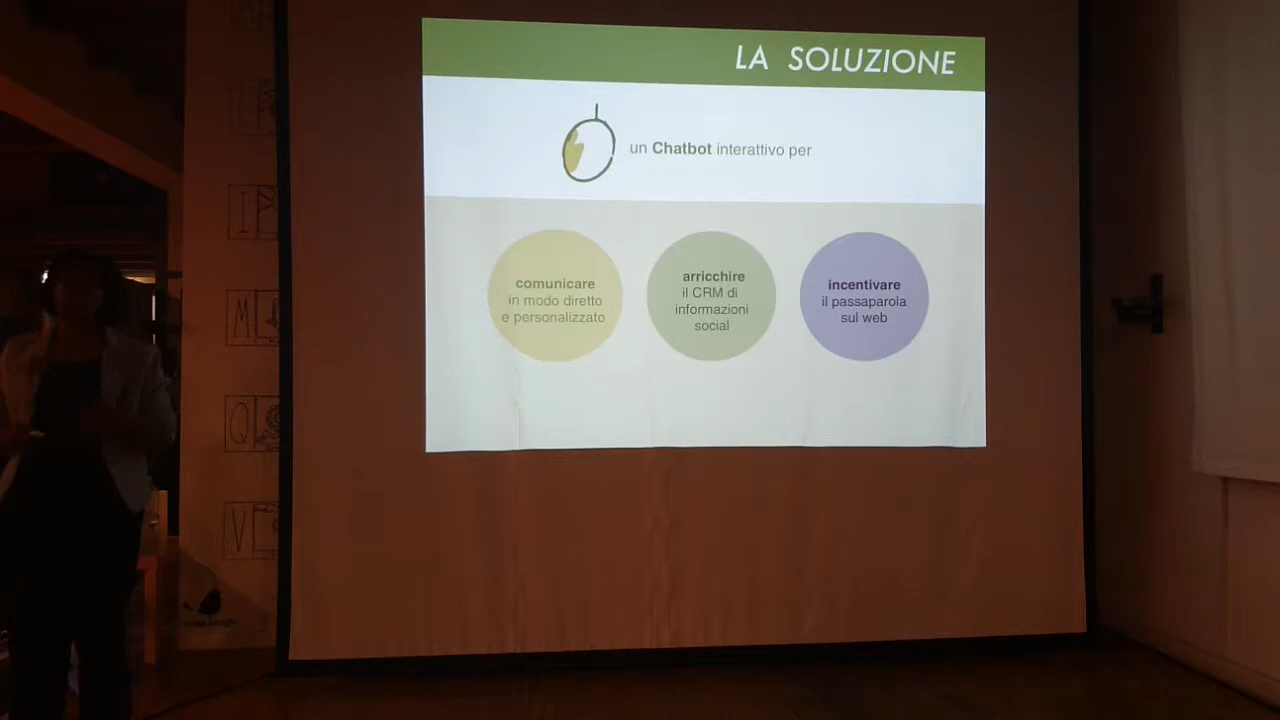 LA SOLUZIONE
un Chatbot interattivo per
comunicare
in modo diretto
e personalizzato
arricchire
il CRM di
informazioni
social
incentivare
il passaparola
sul web
I
M
Q
V